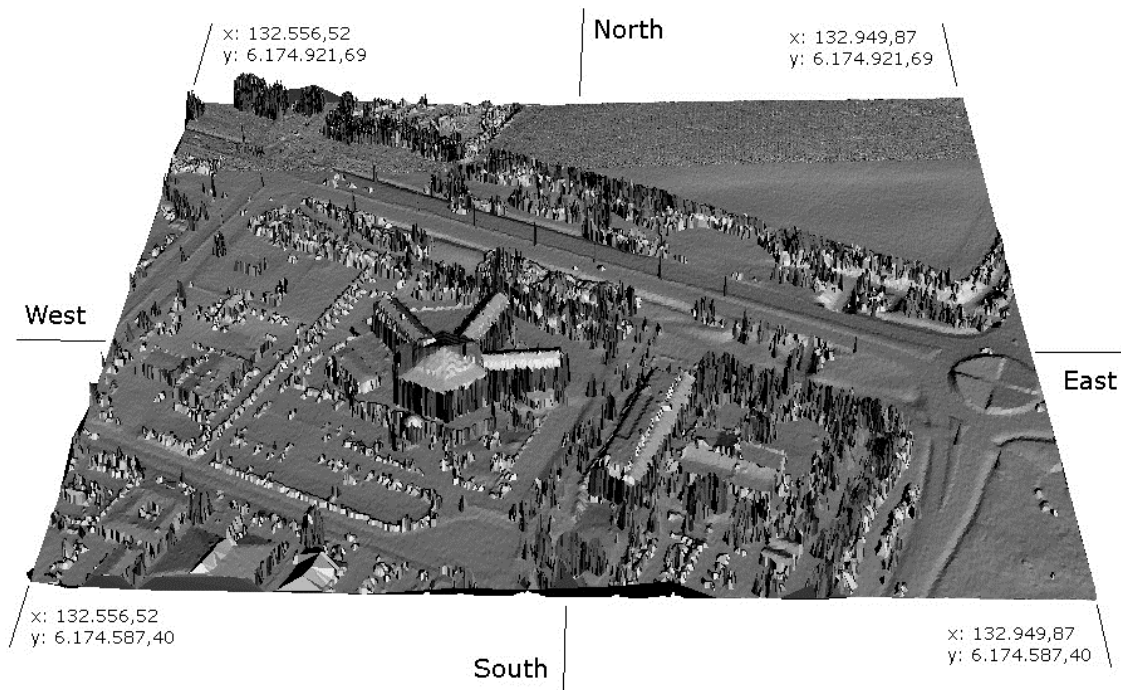 North
x: 132.556,52
y: 6.174.921,69
x: 132.949,87
y: 6.174.921,69
West
East
x: 132.556,52
y: 6.174.587,40
South
x: 132.949,87
y: 6.174.587,40